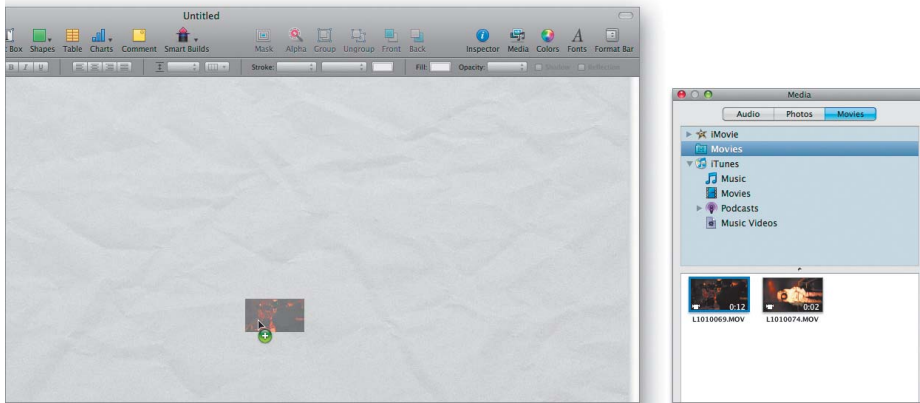 Untitled
Box Shapes Table Charts Comment Smart Builds Mask Alpha Group Ungroup Front Back Inspector Media Colors Fonts Format Bar
B I U Stroke: Fill: Opacity: Shadow Reflection
Media
Audio Photos Movies
iMovie
Movies
iTunes
Music
Movies
Podcasts
Music Videos
0:12 0:02
L1010069.MOV L1010074.MOV